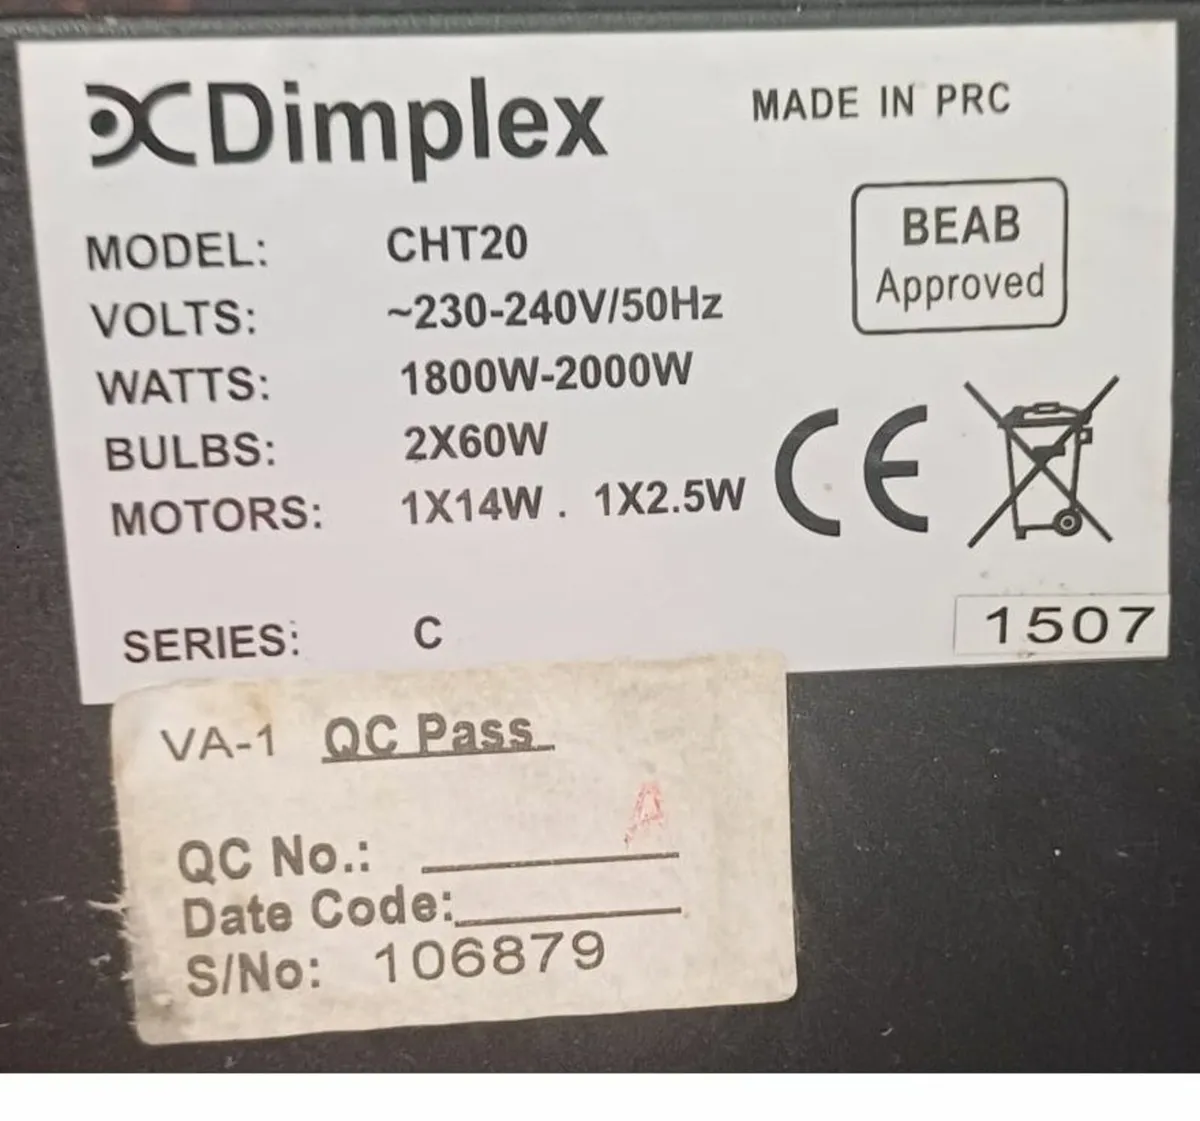 Dimplex
MADE IN PRC
BEAB
Approved
MODEL: CHT20
VOLTS: ~230-240V/50Hz
WATTS: 1800W-2000W
BULBS: 2X60W
MOTORS: 1X14W . 1X2.5W
CE
SERIES: C
1507
VA-1 QC Pass
A
QC No.:
Date Code:
S/No: 106879